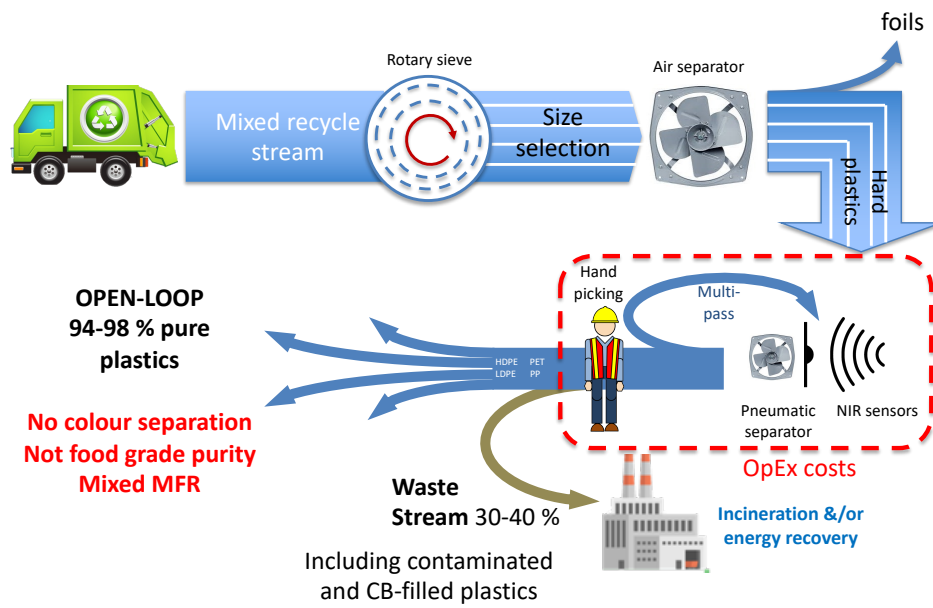 foils
Rotary sieve
Air separator
Mixed recycle
stream
Size
selection
Hard
plastics
Hand
picking
Multi-
pass
OPEN-LOOP
94-98 % pure
plastics
HDPE PET
LDPE PP
No colour separation
Not food grade purity
Mixed MFR
Pneumatic
separator
NIR sensors
OpEx costs
Waste
Stream 30-40 %
Incineration &/or
energy recovery
Including contaminated
and CB-filled plastics